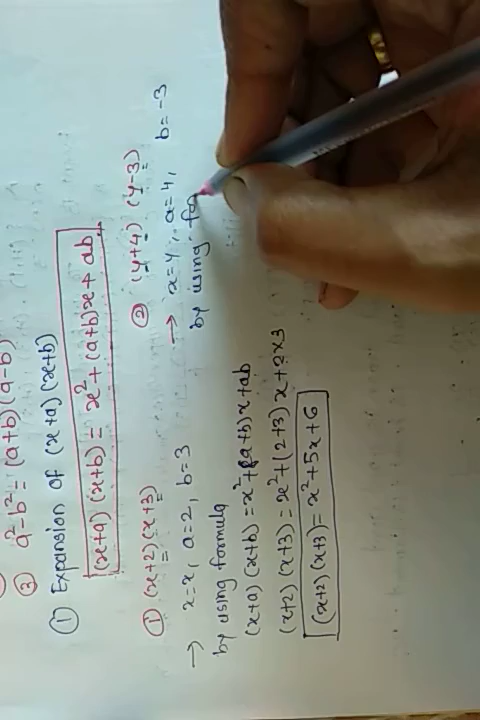 ③ a²-b² = (a+b)(a-b)
① Expansion of (x+a)(x+b)
(x+a)(x+b) = x²+(a+b)x+ab
① (x+2)(x+3)
→ x=x, a=2, b=3
by using formula
(x+a)(x+b) = x²+(a+b)x+ab
(x+2)(x+3) = x²+(2+3)x+2×3
(x+2)(x+3) = x²+5x+6
② (y+4)(y-3)
→ x=y, a=4, b=-3
by using fo